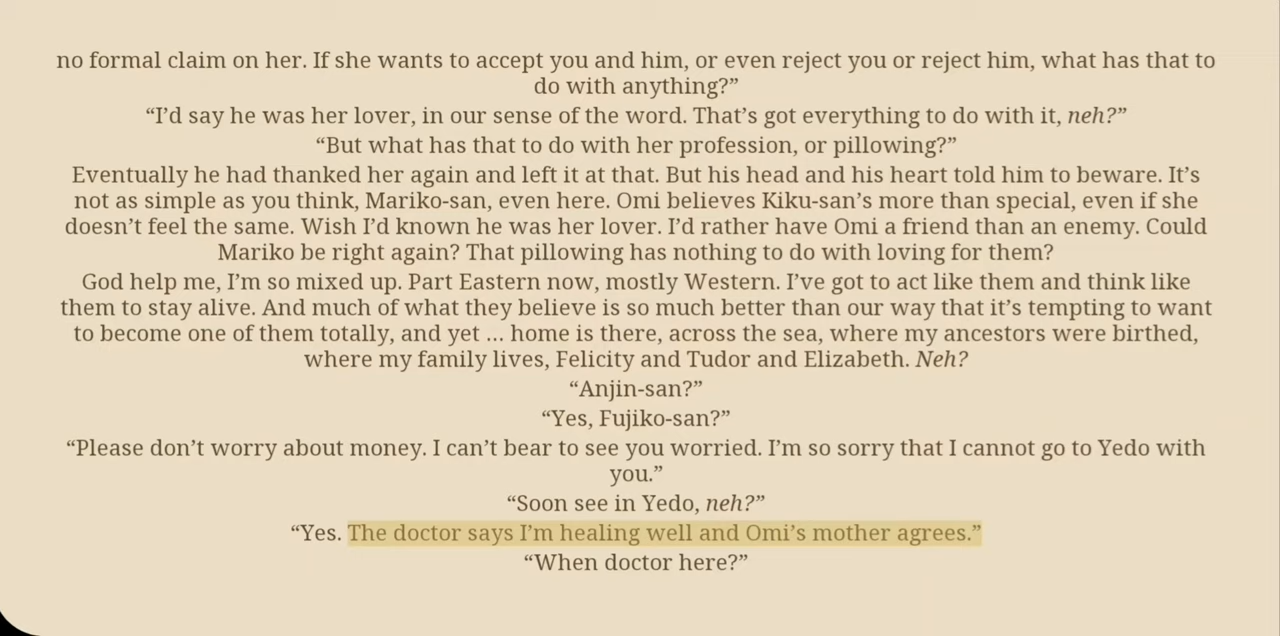 no formal claim on her. If she wants to accept you and him, or even reject you or reject him, what has that to
do with anything?”
“I’d say he was her lover, in our sense of the word. That’s got everything to do with it, neh?”
“But what has that to do with her profession, or pillowing?”
Eventually he had thanked her again and left it at that. But his head and his heart told him to beware. It’s
not as simple as you think, Mariko-san, even here. Omi believes Kiku-san’s more than special, even if she
doesn’t feel the same. Wish I’d known he was her lover. I’d rather have Omi a friend than an enemy. Could
Mariko be right again? That pillowing has nothing to do with loving for them?
God help me, I’m so mixed up. Part Eastern now, mostly Western. I’ve got to act like them and think like
them to stay alive. And much of what they believe is so much better than our way that it’s tempting to want
to become one of them totally, and yet … home is there, across the sea, where my ancestors were birthed,
where my family lives, Felicity and Tudor and Elizabeth. Neh?
“Anjin-san?”
“Yes, Fujiko-san?”
“Please don’t worry about money. I can’t bear to see you worried. I’m so sorry that I cannot go to Yedo with
you.”
“Soon see in Yedo, neh?”
“Yes. The doctor says I’m healing well and Omi’s mother agrees.”
“When doctor here?”